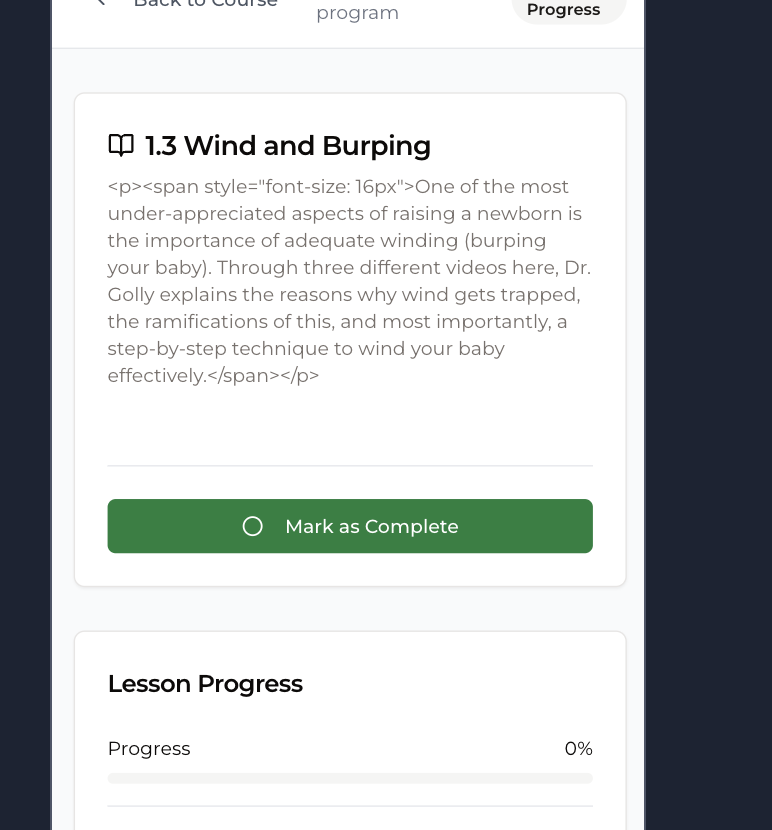 Back to Course
program
Progress
1.3 Wind and Burping
<p><span style="font-size: 16px">One of the most
under-appreciated aspects of raising a newborn is
the importance of adequate winding (burping
your baby). Through three different videos here, Dr.
Golly explains the reasons why wind gets trapped,
the ramifications of this, and most importantly, a
step-by-step technique to wind your baby
effectively.</span></p>
Mark as Complete
Lesson Progress
Progress 0%